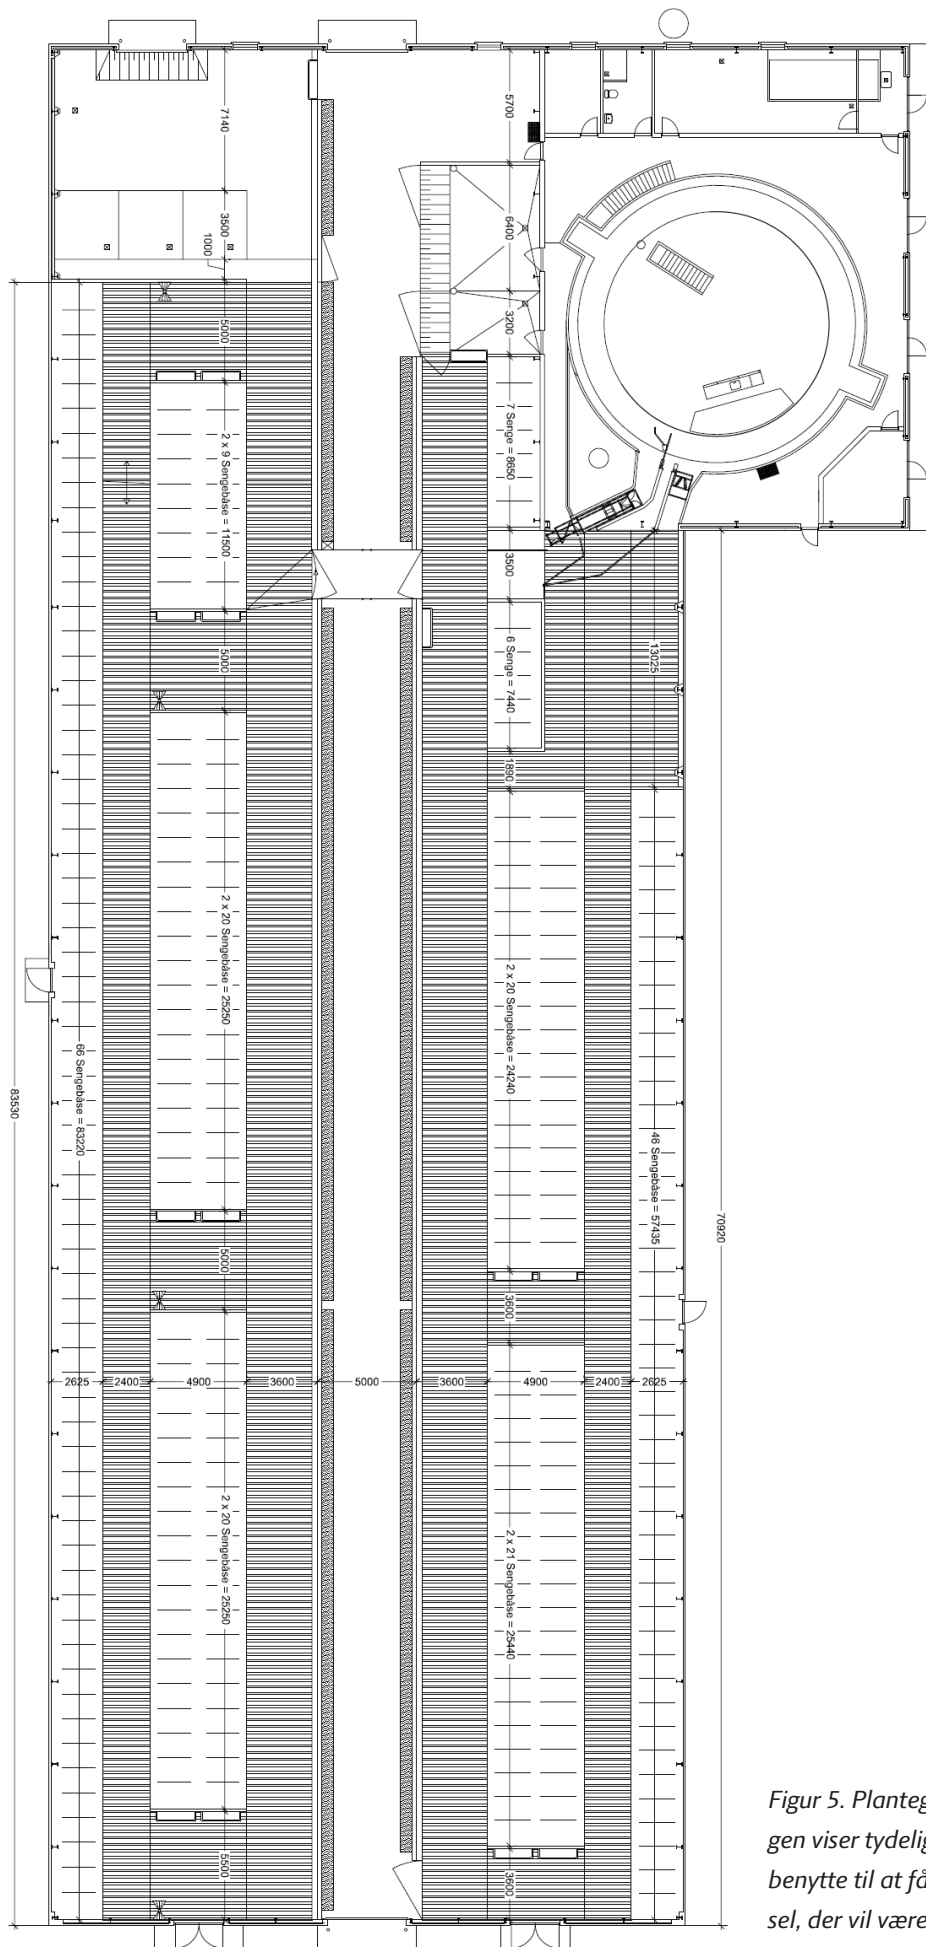 7140
3500
1000
5000
2 x 9 Sengebåse = 11500
5000
2 x 20 Sengebåse = 25250
5000
2 x 20 Sengebåse = 25250
5500
66 Sengebåse = 83220
83530
5700
6400
3200
7 Senge = 8650
3500
6 Senge = 7440
1890
2 x 20 Sengebåse = 24240
3600
2 x 21 Sengebåse = 25440
3600
13025
46 Sengebåse = 57435
70920
2625
2400
4900
3600
5000
3600
4900
2400
2625
Figur 5. Planteg
gen viser tydelig
benytte til at få
sel, der vil være